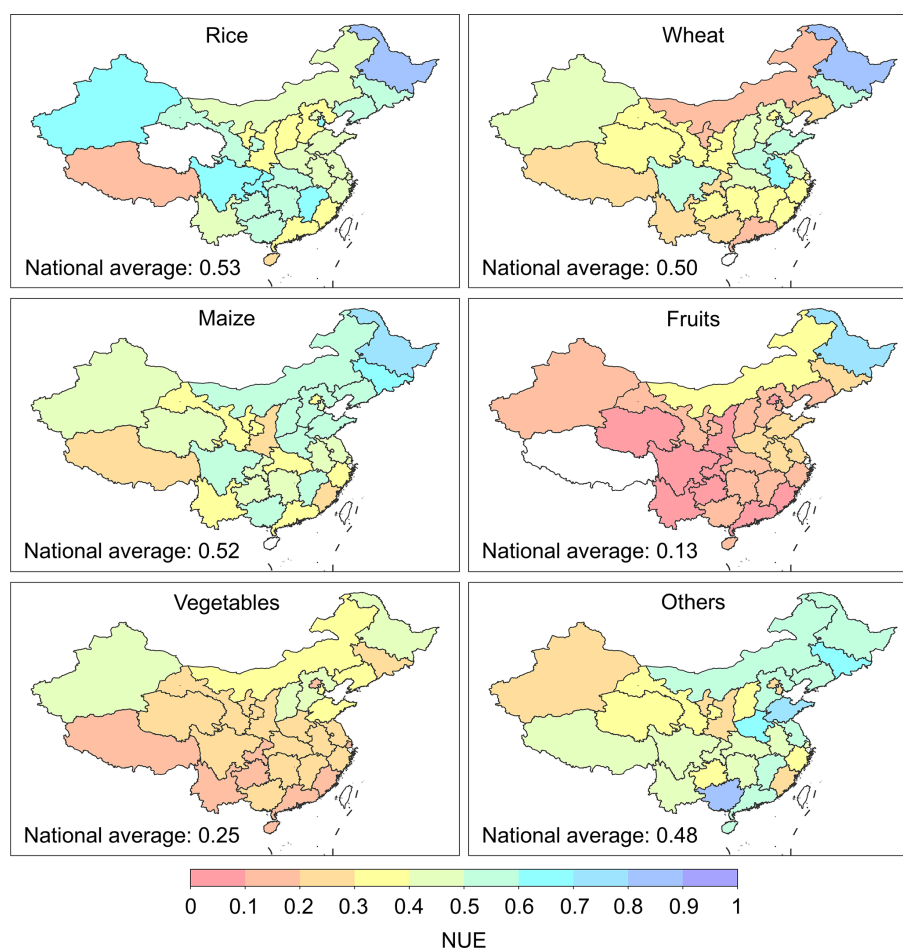 Rice
Wheat
National average: 0.53
National average: 0.50
Maize
Fruits
National average: 0.52
National average: 0.13
Vegetables
Others
National average: 0.25
National average: 0.48
0 0.1 0.2 0.3 0.4 0.5 0.6 0.7 0.8 0.9 1
NUE